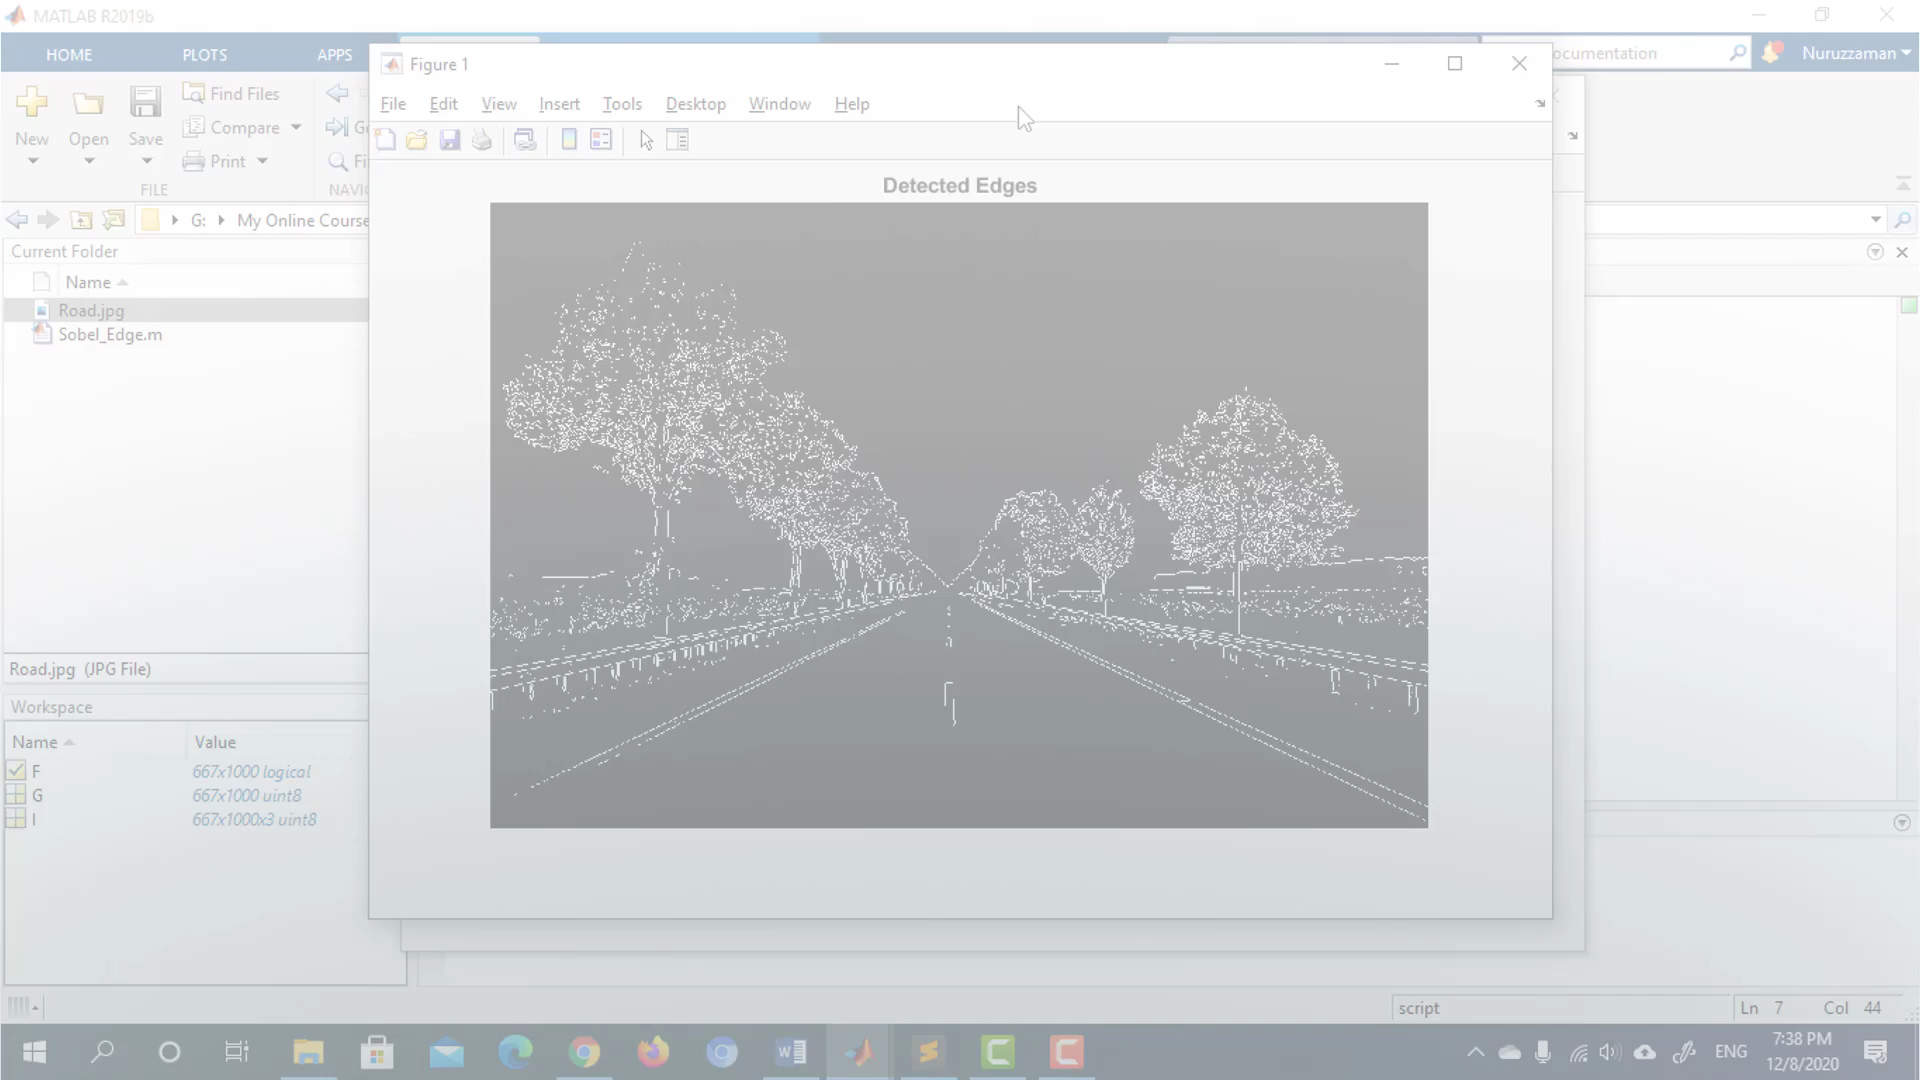 MATLAB R2019b
HOME
PLOTS
APPS
ocumentation
Nuruzzaman
Figure 1
File
Edit
View
Insert
Tools
Desktop
Window
Help
New
Open
Save
Find Files
Compare
Print
FILE
G: My Online Course
Detected Edges
Current Folder
Name
Road.jpg
Sobel_Edge.m
Road.jpg (JPG File)
Workspace
Name
Value
F 667x1000 logical
G 667x1000 uint8
I 667x1000x3 uint8
script
Ln 7 Col 44
ENG
7:38 PM
12/8/2020